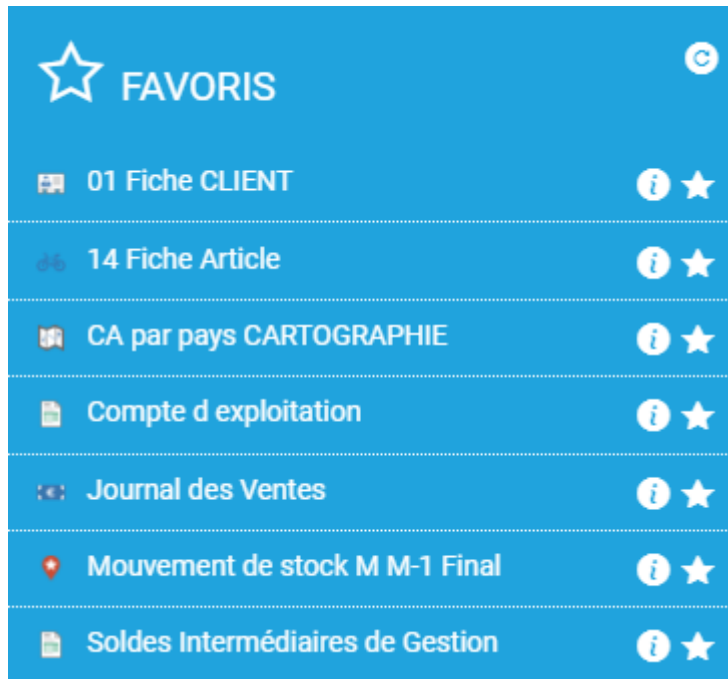 FAVORIS
01 Fiche CLIENT
14 Fiche Article
CA par pays CARTOGRAPHIE
Compte d exploitation
Journal des Ventes
Mouvement de stock M M-1 Final
Soldes Intermédiaires de Gestion